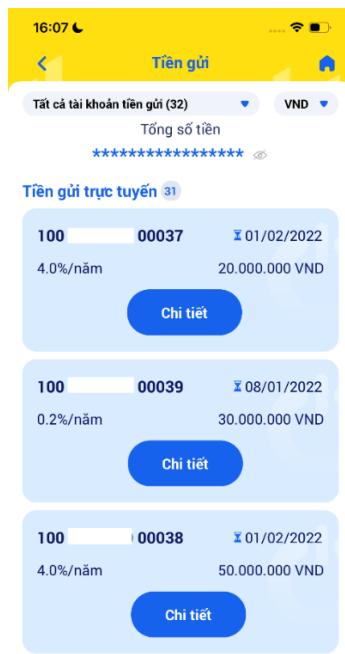 16:07
Tiền gửi
Tất cả tài khoản tiền gửi (32)
VND
Tổng số tiền
*****************
Tiền gửi trực tuyến 31
100 00037 01/02/2022
4.0%/năm 20.000.000 VND
Chi tiết
100 00039 08/01/2022
0.2%/năm 30.000.000 VND
Chi tiết
100 00038 01/02/2022
4.0%/năm 50.000.000 VND
Chi tiết